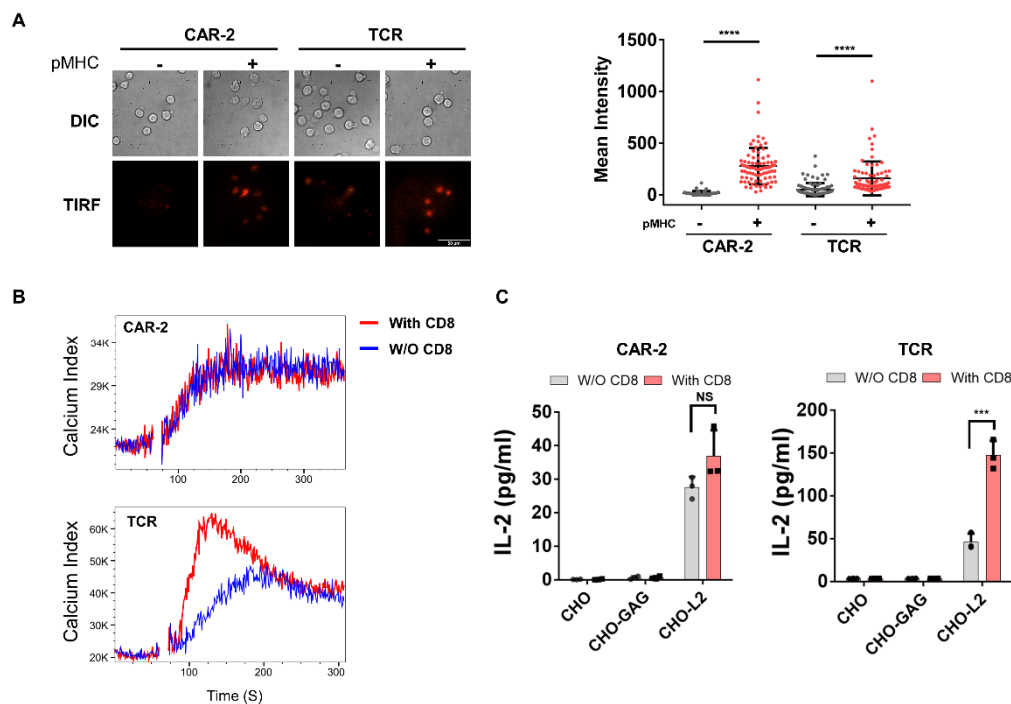 A
CAR-2 TCR
pMHC - + - +
DIC
TIRF
50 μm
1500
1000
500
0
Mean Intensity
**** ****
pMHC - + - +
CAR-2 TCR
B
CAR-2
34K
29K
24K
Calcium Index
100 200 300
With CD8
W/O CD8
TCR
60K
50K
40K
30K
20K
Calcium Index
100 200 300
Time (S)
C
CAR-2
W/O CD8 With CD8
NS
50
40
30
20
10
0
IL-2 (pg/ml)
CHO CHO-GAG CHO-L2
TCR
W/O CD8 With CD8
***
200
150
100
50
0
IL-2 (pg/ml)
CHO CHO-GAG CHO-L2